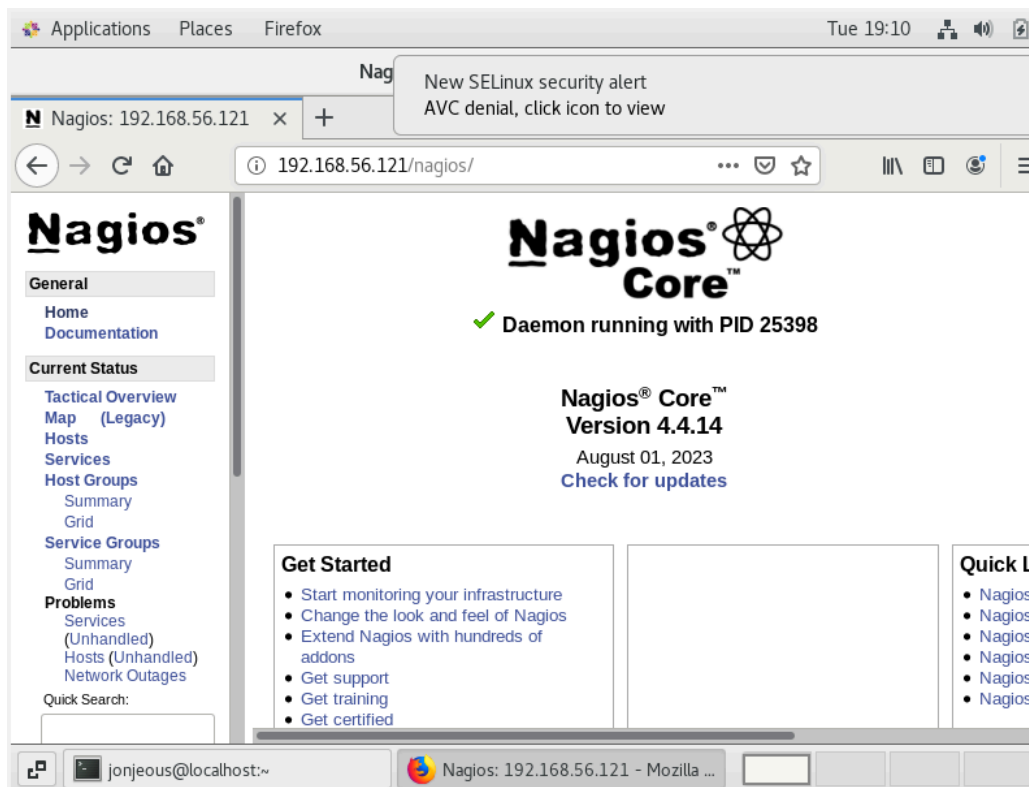 Applications Places Firefox Tue 19:10
Nag
New SELinux security alert
AVC denial, click icon to view
N Nagios: 192.168.56.121 × +
192.168.56.121/nagios/
Nagios®
General
Home
Documentation
Current Status
Tactical Overview
Map (Legacy)
Hosts
Services
Host Groups
Summary
Grid
Service Groups
Summary
Grid
Problems
Services
(Unhandled)
Hosts (Unhandled)
Network Outages
Quick Search:
Nagios®
Core™
Daemon running with PID 25398
Nagios® Core™
Version 4.4.14
August 01, 2023
Check for updates
Get Started
Start monitoring your infrastructure
Change the look and feel of Nagios
Extend Nagios with hundreds of
addons
Get support
Get training
Get certified
Quick L
Nagios
Nagios
Nagios
Nagios
Nagios
Nagios
jonjeous@localhost:~ Nagios: 192.168.56.121 - Mozilla ...